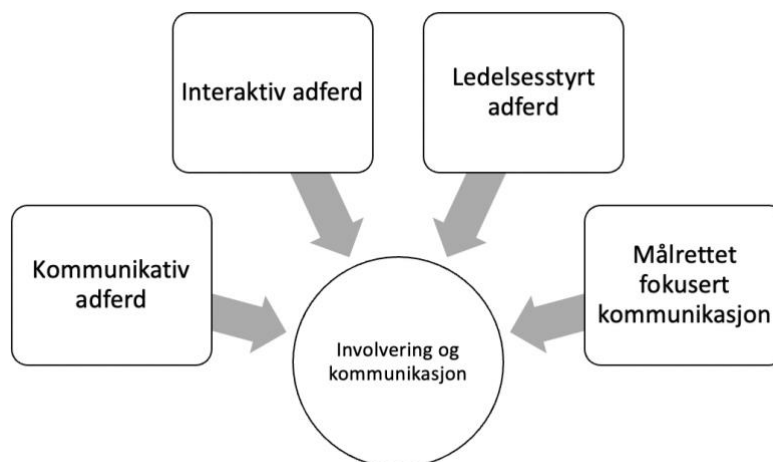 Interaktiv adferd
Ledelsesstyrt
adferd
Kommunikativ
adferd
Målrettet
fokusert
kommunikasjon
Involvering og
kommunikasjon